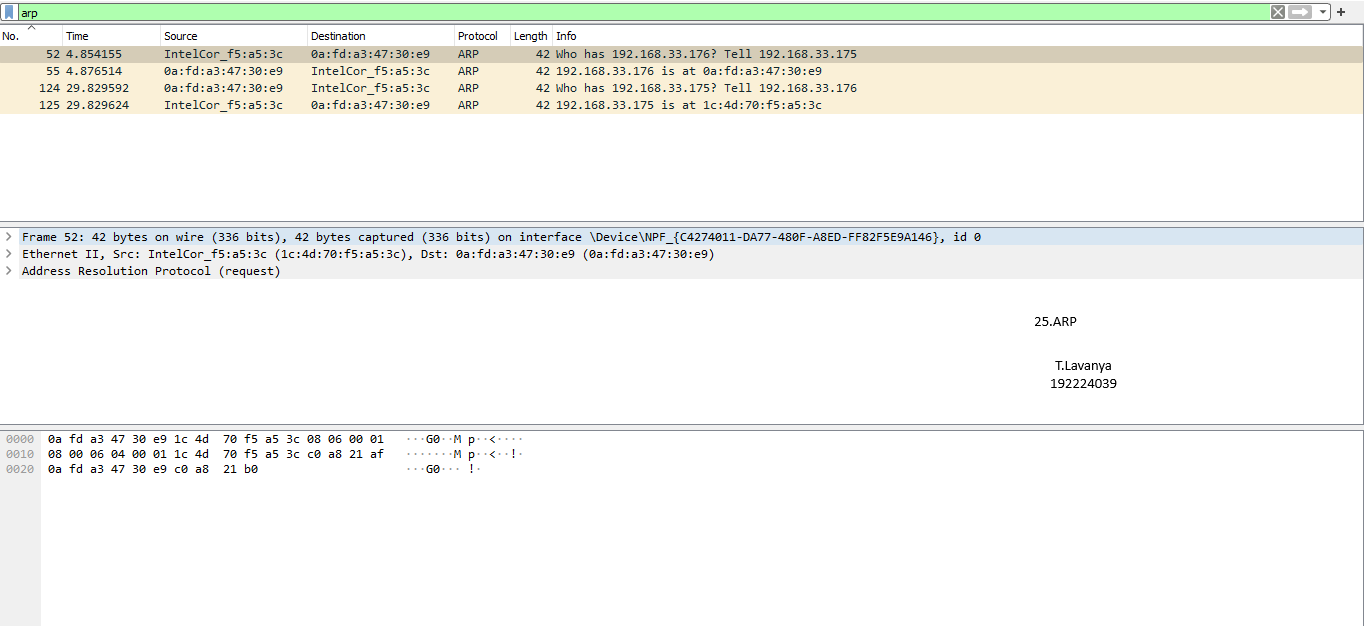 arp
No. Time Source Destination Protocol Length Info
52 4.854155 IntelCor_f5:a5:3c 0a:fd:a3:47:30:e9 ARP 42 Who has 192.168.33.176? Tell 192.168.33.175
55 4.876514 0a:fd:a3:47:30:e9 IntelCor_f5:a5:3c ARP 42 192.168.33.176 is at 0a:fd:a3:47:30:e9
124 29.829592 0a:fd:a3:47:30:e9 IntelCor_f5:a5:3c ARP 42 Who has 192.168.33.175? Tell 192.168.33.176
125 29.829624 IntelCor_f5:a5:3c 0a:fd:a3:47:30:e9 ARP 42 192.168.33.175 is at 1c:4d:70:f5:a5:3c
Frame 52: 42 bytes on wire (336 bits), 42 bytes captured (336 bits) on interface \Device\NPF_{C4274011-DA77-480F-A8ED-FF82F5E9A146}, id 0
Ethernet II, Src: IntelCor_f5:a5:3c (1c:4d:70:f5:a5:3c), Dst: 0a:fd:a3:47:30:e9 (0a:fd:a3:47:30:e9)
Address Resolution Protocol (request)
25.ARP
T.Lavanya
192224039
0000 0a fd a3 47 30 e9 1c 4d 70 f5 a5 3c 08 06 00 01 ···G0··M p··<····
0010 08 00 06 04 00 01 1c 4d 70 f5 a5 3c c0 a8 21 af ·······M p··<··!·
0020 0a fd a3 47 30 e9 c0 a8 21 b0 ···G0··· !·